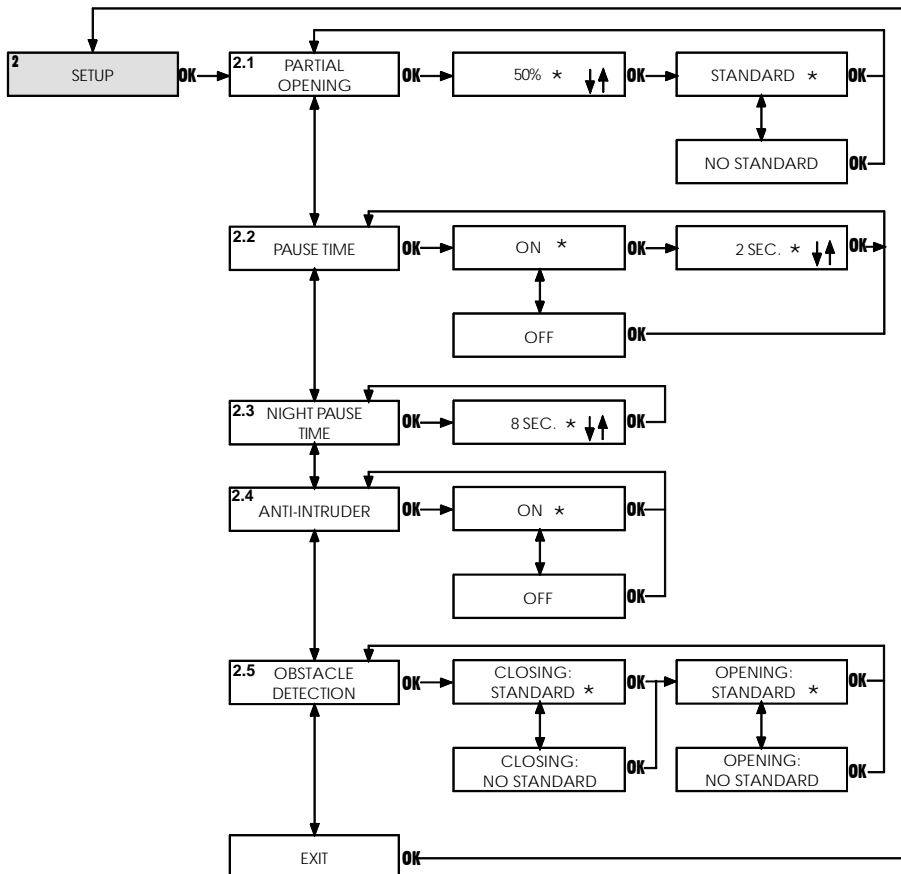 2
SETUP OK
2.1 PARTIAL
OPENING OK
50% * OK
STANDARD * OK
NO STANDARD OK
2.2
PAUSE TIME OK
ON * OK
2 SEC. * OK
OFF OK
2.3 NIGHT PAUSE
TIME OK
8 SEC. * OK
2.4
ANTI-INTRUDER OK
ON * OK
OFF OK
2.5 OBSTACLE
DETECTION OK
CLOSING:
STANDARD * OK
OPENING:
STANDARD * OK
CLOSING:
NO STANDARD OK
OPENING:
NO STANDARD OK
EXIT OK